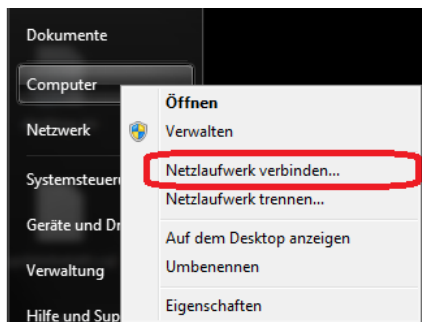 Dokumente
Computer
Netzwerk
Systemsteueru
Geräte und Dr
Verwaltung
Hilfe und Sup
Öffnen
Verwalten
Netzlaufwerk verbinden...
Netzlaufwerk trennen...
Auf dem Desktop anzeigen
Umbenennen
Eigenschaften